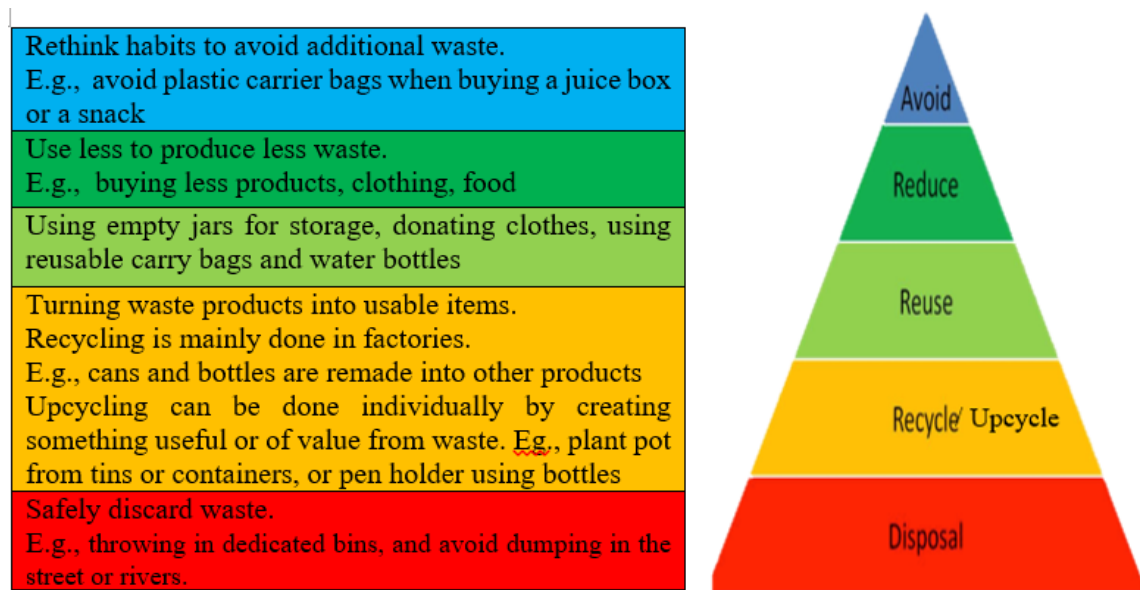 Rethink habits to avoid additional waste.
E.g., avoid plastic carrier bags when buying a juice box
or a snack
Use less to produce less waste.
E.g., buying less products, clothing, food
Using empty jars for storage, donating clothes, using
reusable carry bags and water bottles
Turning waste products into usable items.
Recycling is mainly done in factories.
E.g., cans and bottles are remade into other products
Upcycling can be done individually by creating
something useful or of value from waste. Eg., plant pot
from tins or containers, or pen holder using bottles
Safely discard waste.
E.g., throwing in dedicated bins, and avoid dumping in the
street or rivers.
Avoid
Reduce
Reuse
Recycle/ Upcycle
Disposal